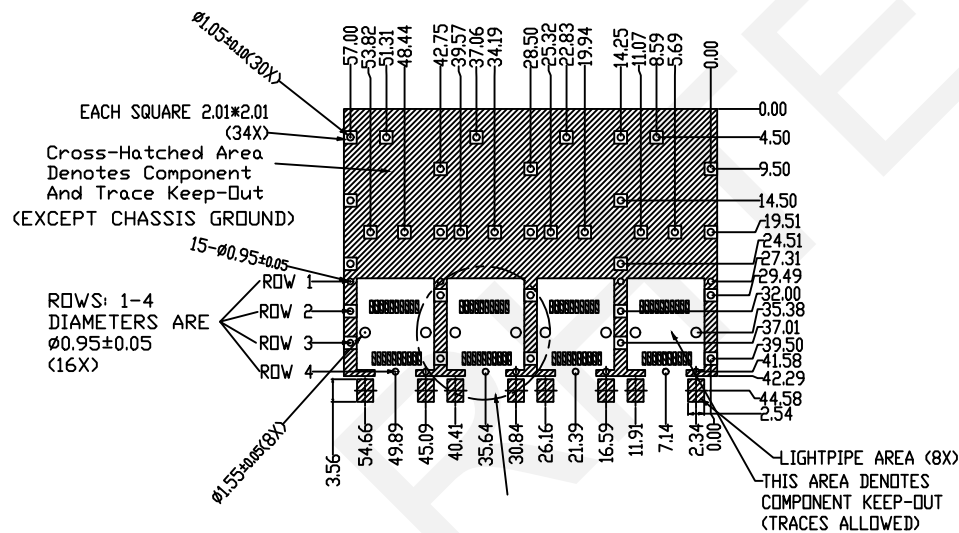 Ø1.05±0.10(30X)
57.00
53.82
51.31
48.44
42.75
39.57
37.06
34.19
28.50
25.32
22.83
19.94
14.25
11.07
8.59
5.69
0.00
EACH SQUARE 2.01*2.01
(34X)
Cross-Hatched Area
Denotes Component
And Trace Keep-Out
(EXCEPT CHASSIS GROUND)
15-Ø0.95±0.05
ROW 1
ROW 2
ROW 3
ROW 4
ROWS: 1-4
DIAMETERS ARE
Ø0.95±0.05
(16X)
0.00
4.50
9.50
14.50
19.51
24.51
27.31
29.49
32.00
35.38
37.01
39.50
41.58
42.29
44.58
2.54
Ø1.55±0.05(8X)
3.56
54.66
49.89
45.09
40.41
35.64
30.84
26.16
21.39
16.59
11.91
7.14
2.34
0.00
LIGHTPIPE AREA (8X)
THIS AREA DENOTES
COMPONENT KEEP-OUT
(TRACES ALLOWED)